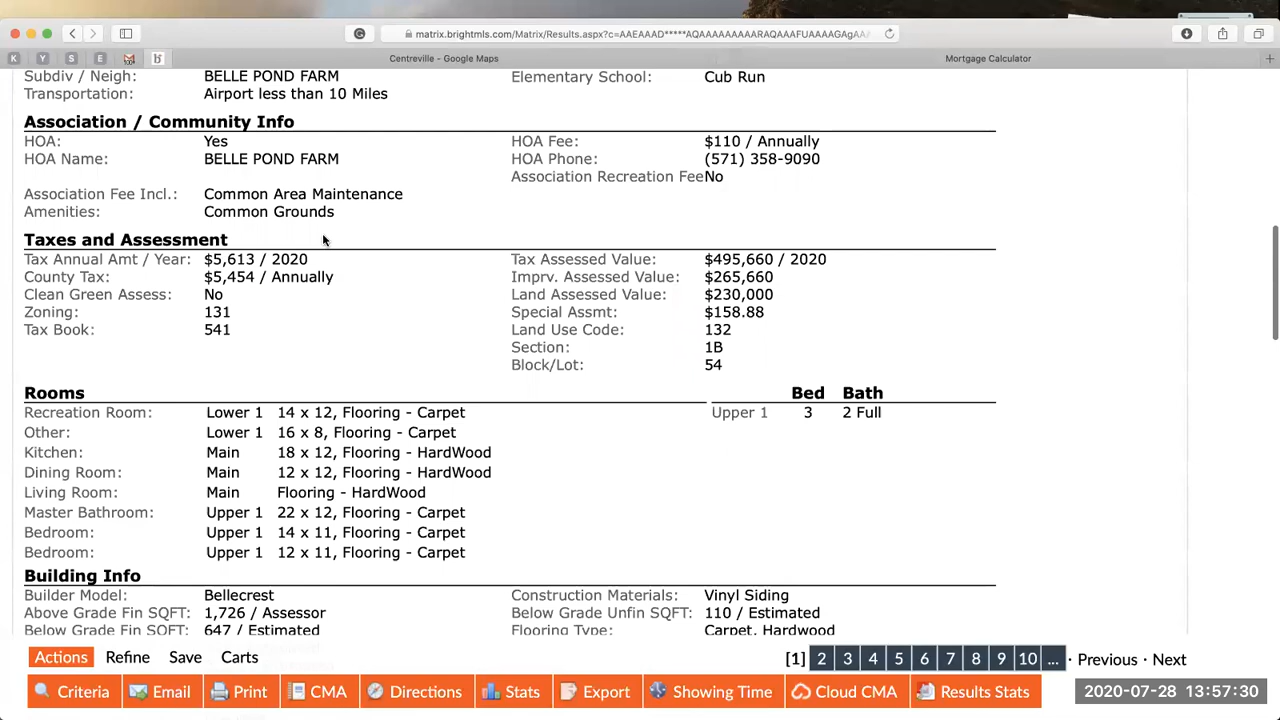 matrix.brightmls.com/Matrix/Results.aspx?c=AAEAAAD*****AQAAAAAAAAARAQAAAFUAAAAGAgAA
K Y S E M Centreville - Google Maps Mortgage Calculator
Subdiv / Neigh: BELLE POND FARM Elementary School: Cub Run
Transportation: Airport less than 10 Miles
Association / Community Info
HOA: Yes HOA Fee: $110 / Annually
HOA Name: BELLE POND FARM HOA Phone: (571) 358-9090
Association Recreation Fee No
Association Fee Incl.: Common Area Maintenance
Amenities: Common Grounds
Taxes and Assessment
Tax Annual Amt / Year: $5,613 / 2020 Tax Assessed Value: $495,660 / 2020
County Tax: $5,454 / Annually Imprv. Assessed Value: $265,660
Clean Green Assess: No Land Assessed Value: $230,000
Zoning: 131 Special Assmt: $158.88
Tax Book: 541 Land Use Code: 132
Section: 1B
Block/Lot: 54
Rooms Bed Bath
Recreation Room: Lower 1 14 x 12, Flooring - Carpet Upper 1 3 2 Full
Other: Lower 1 16 x 8, Flooring - Carpet
Kitchen: Main 18 x 12, Flooring - HardWood
Dining Room: Main 12 x 12, Flooring - HardWood
Living Room: Main Flooring - HardWood
Master Bathroom: Upper 1 22 x 12, Flooring - Carpet
Bedroom: Upper 1 14 x 11, Flooring - Carpet
Bedroom: Upper 1 12 x 11, Flooring - Carpet
Building Info
Builder Model: Bellecrest Construction Materials: Vinyl Siding
Above Grade Fin SQFT: 1,726 / Assessor Below Grade Unfin SQFT: 110 / Estimated
Below Grade Fin SQFT: 647 / Estimated Flooring Type: Carpet, Hardwood
Actions Refine Save Carts [1] 2 3 4 5 6 7 8 9 10 ... · Previous · Next
Criteria Email Print CMA Directions Stats Export Showing Time Cloud CMA Results Stats
2020-07-28 13:57:30